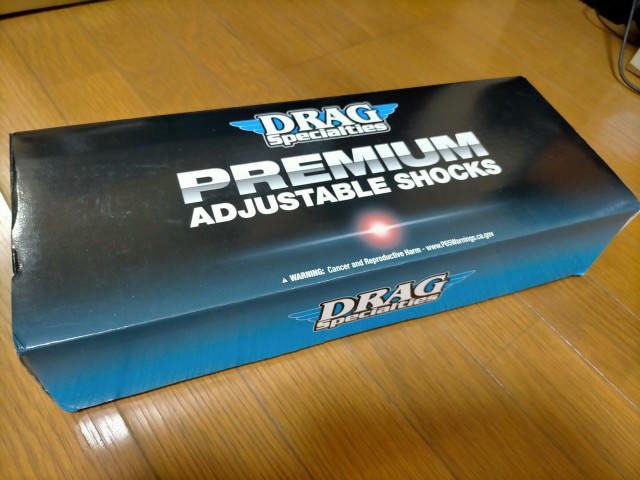 DRAG
Specialties
PREMIUM
ADJUSTABLE SHOCKS
⚠ WARNING: Cancer and Reproductive Harm - www.P65Warnings.ca.gov
DRAG
Specialties